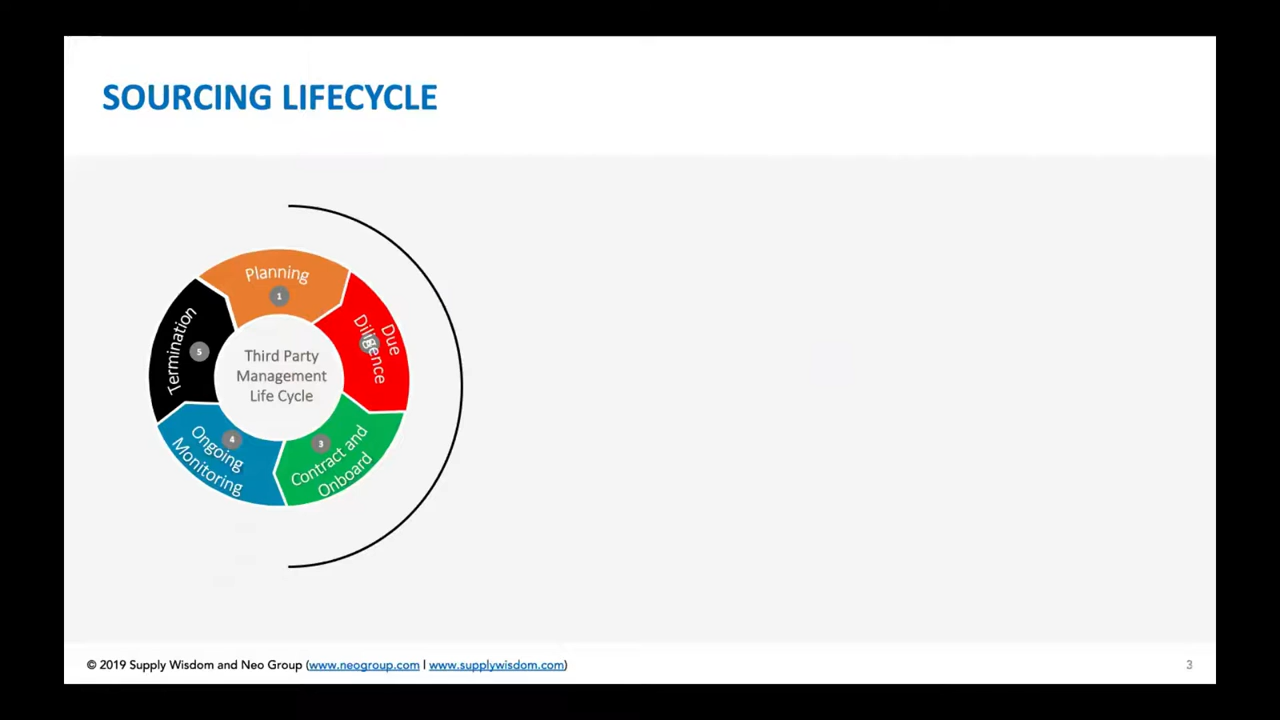 SOURCING LIFECYCLE
Planning
1
Due
Diligence
Contract and
Onboard
3
Ongoing
Monitoring
4
Termination
5
Third Party
Management
Life Cycle
© 2019 Supply Wisdom and Neo Group (www.neogroup.com | www.supplywisdom.com)
3